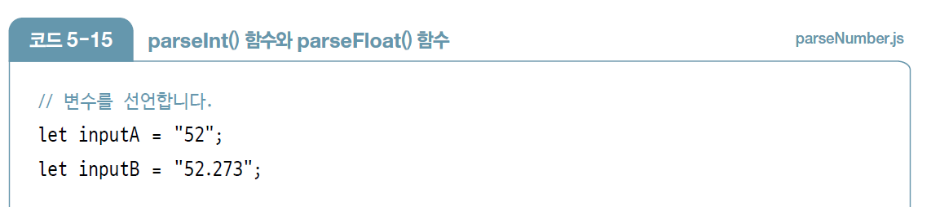 코드 5-15 parseInt() 함수와 parseFloat() 함수 parseNumber.js
// 변수를 선언합니다.
let inputA = "52";
let inputB = "52.273";